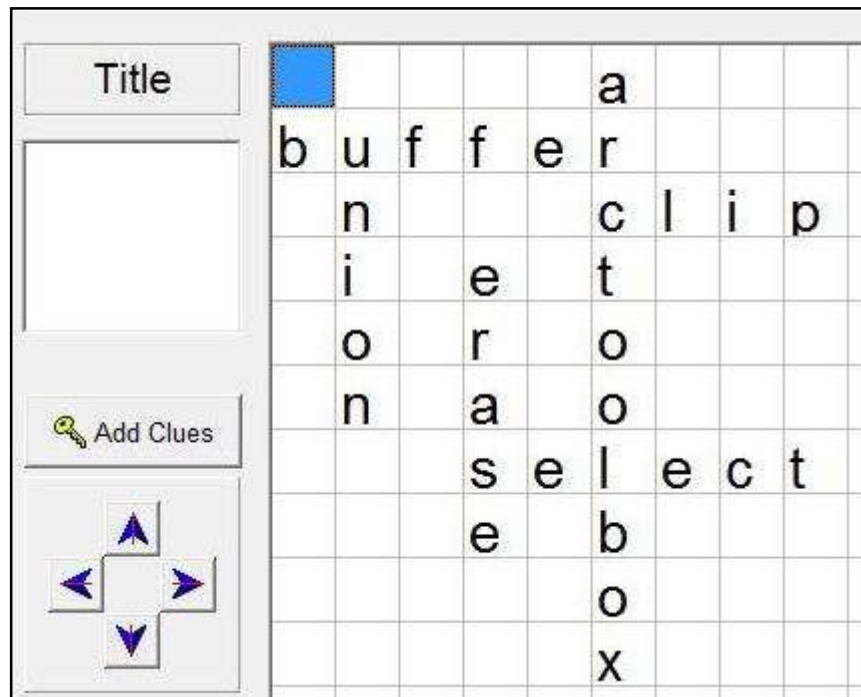 Title
Add Clues
a
b u f f e r
n c l i p
i e t
o r o
n a o
s e l e c t
e b
o
x